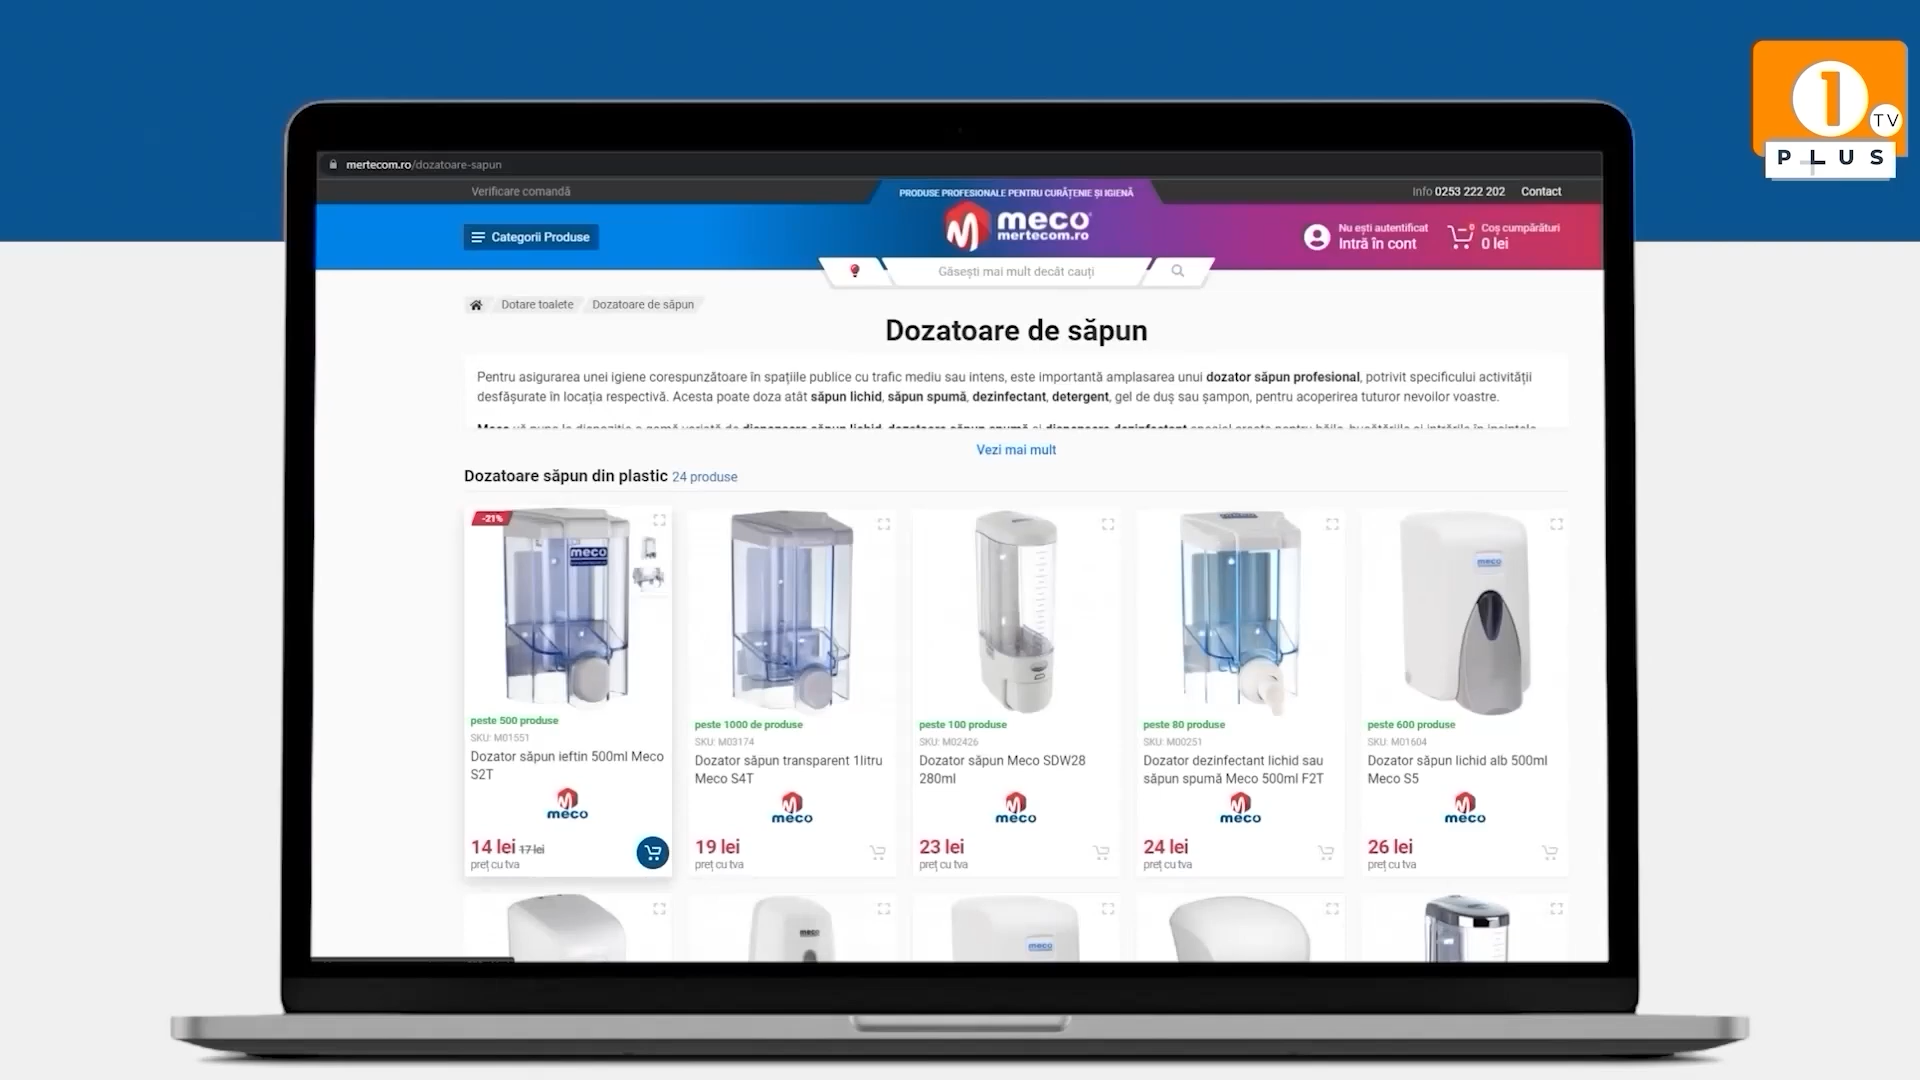 1
TV
PLUS
mertecom.ro/dozatoare-sapun
Verificare comandă
PRODUSE PROFESIONALE PENTRU CURĂȚENIE ȘI IGIENĂ
Info 0253 222 202 Contact
Categorii Produse
meco
mertecom.ro
Nu ești autentificat
Intră în cont
0
Coș cumpărături
0 lei
Găsești mai mult decât cauți
Dotare toalete Dozatoare de săpun
Dozatoare de săpun
Pentru asigurarea unei igiene corespunzătoare în spațiile publice cu trafic mediu sau intens, este importantă amplasarea unui dozator săpun profesional, potrivit specificului activității
desfășurate în locația respectivă. Acesta poate doza atât săpun lichid, săpun spumă, dezinfectant, detergent, gel de duș sau șampon, pentru acoperirea tuturor nevoilor voastre.
Vezi mai mult
Dozatoare săpun din plastic 24 produse
-21%
meco
meco
peste 500 produse
SKU: M01551
Dozator săpun ieftin 500ml Meco
S2T
meco
14 lei 17 lei
preț cu tva
peste 1000 de produse
SKU: M03174
Dozator săpun transparent 1litru
Meco S4T
meco
19 lei
preț cu tva
peste 100 produse
SKU: M02426
Dozator săpun Meco SDW28
280ml
meco
23 lei
preț cu tva
peste 80 produse
SKU: M00251
Dozator dezinfectant lichid sau
săpun spumă Meco 500ml F2T
meco
24 lei
preț cu tva
peste 600 produse
SKU: M01604
Dozator săpun lichid alb 500ml
Meco S5
meco
26 lei
preț cu tva
meco
meco